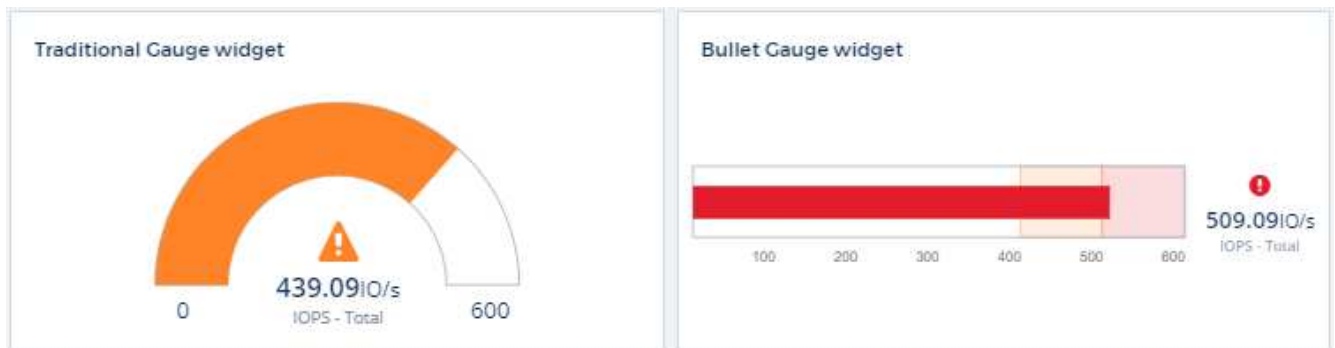 Traditional Gauge widget
439.09IO/s
0
600
IOPS - Total
Bullet Gauge widget
509.09IO/s
IOPS - Total
100 200 300 400 500 600